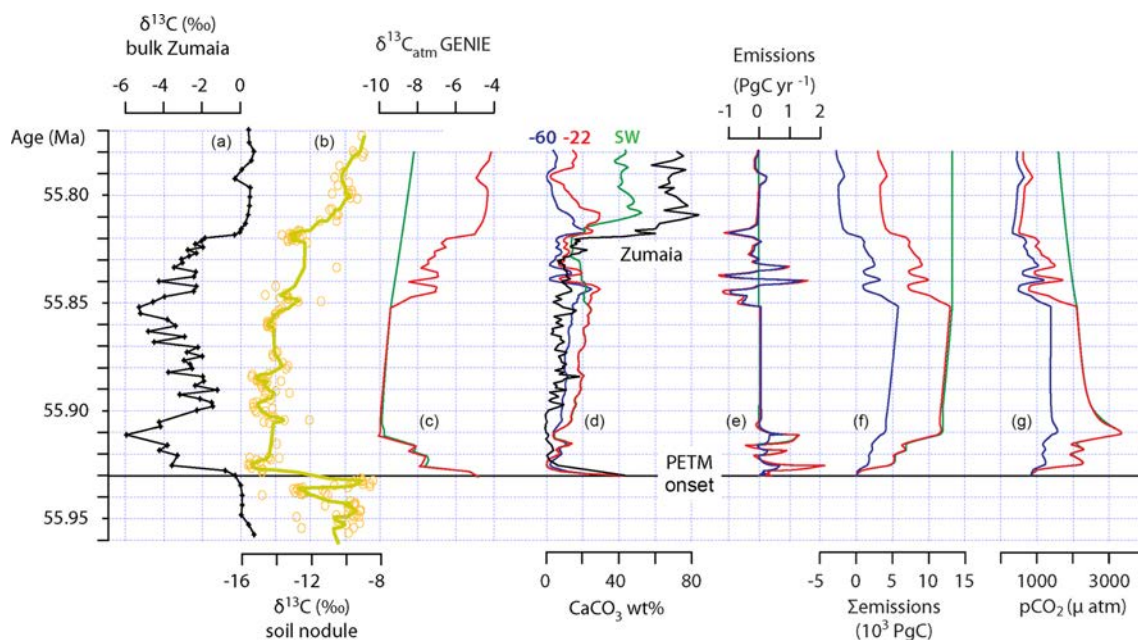 δ¹³C (‰)
bulk Zumaia
-6 -4 -2 0
δ¹³C atm GENIE
-10 -8 -6 -4
Emissions
(PgC yr ⁻¹)
-1 0 1 2
Age (Ma)
(a)
(b)
-60 -22 SW
55.80
Zumaia
55.85
55.90
(c)
(d)
(e)
(f)
(g)
PETM
onset
55.95
-16 -12 -8
δ¹³C (‰)
soil nodule
0 40 80
CaCO₃ wt%
-5 0 5 10 15
Σemissions
(10³ PgC)
1000 3000
pCO₂ (μ atm)